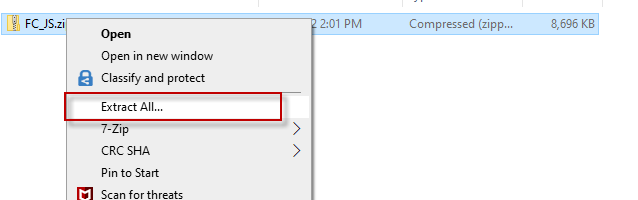 FC_JS.zi 2 2:01 PM Compressed (zipp... 8,696 KB
Open
Open in new window
Classify and protect
Extract All...
7-Zip
CRC SHA
Pin to Start
Scan for threats